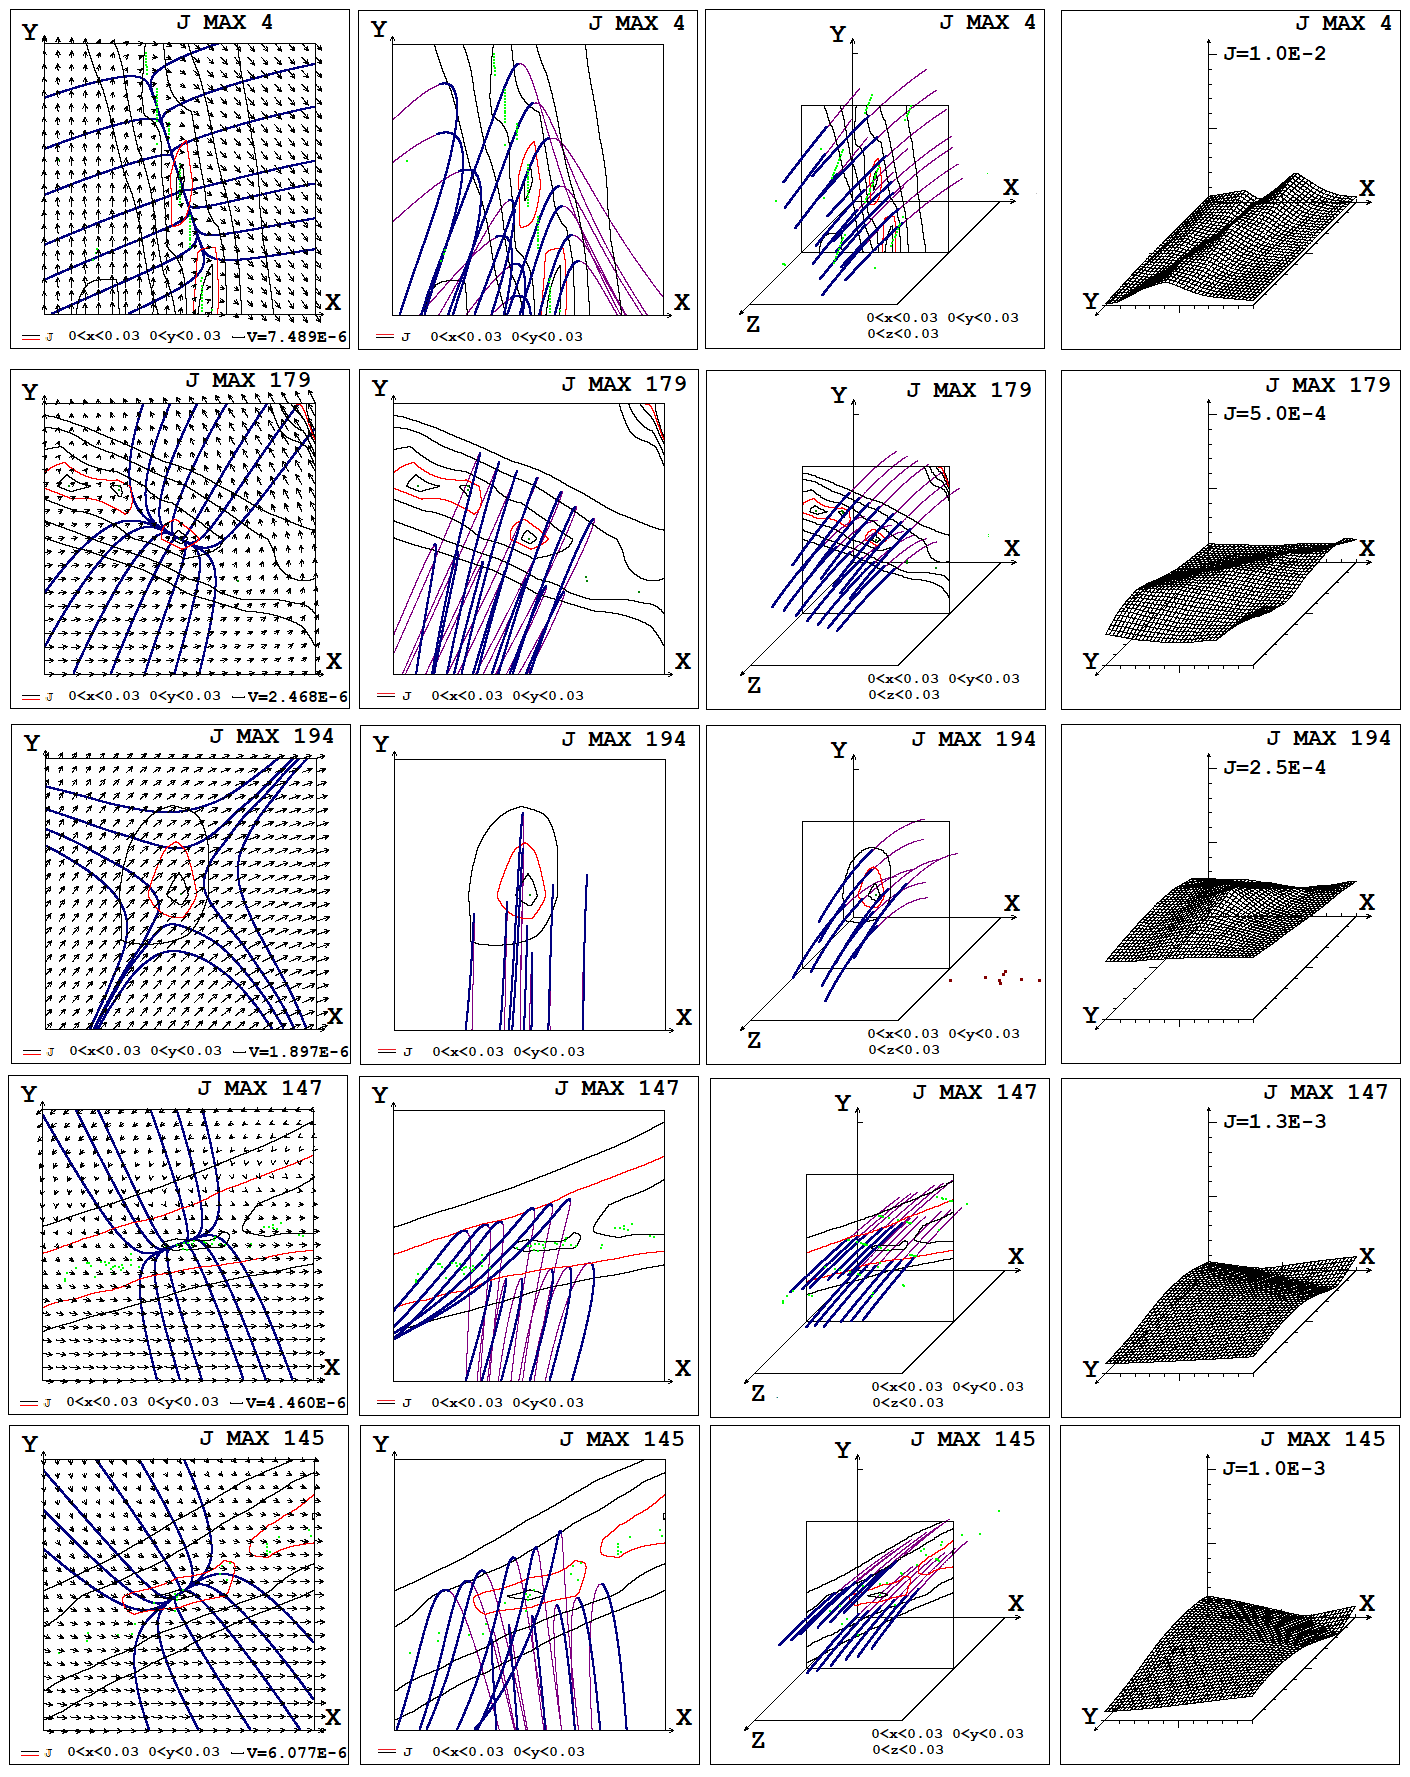 J MAX 4
Y
X
J 0<x<0.03 0<y<0.03 V=7.489E-6
J MAX 4
Y
X
J 0<x<0.03 0<y<0.03
J MAX 4
Y
X
Z
0<x<0.03 0<y<0.03
0<z<0.03
J MAX 4
J=1.0E-2
X
Y
J MAX 179
Y
X
J 0<x<0.03 0<y<0.03 V=2.468E-6
J MAX 179
Y
X
J 0<x<0.03 0<y<0.03
J MAX 179
Y
X
Z
0<x<0.03 0<y<0.03
0<z<0.03
J MAX 179
J=5.0E-4
X
Y
J MAX 194
Y
X
J 0<x<0.03 0<y<0.03 V=1.897E-6
J MAX 194
Y
X
J 0<x<0.03 0<y<0.03
J MAX 194
Y
X
Z
0<x<0.03 0<y<0.03
0<z<0.03
J MAX 194
J=2.5E-4
X
Y
J MAX 147
Y
X
J 0<x<0.03 0<y<0.03 V=4.460E-6
J MAX 147
Y
X
J 0<x<0.03 0<y<0.03
J MAX 147
Y
X
Z
0<x<0.03 0<y<0.03
0<z<0.03
J MAX 147
J=1.3E-3
X
Y
J MAX 145
Y
X
J 0<x<0.03 0<y<0.03 V=6.077E-6
J MAX 145
Y
X
J 0<x<0.03 0<y<0.03
J MAX 145
Y
X
Z
0<x<0.03 0<y<0.03
0<z<0.03
J MAX 145
J=1.0E-3
X
Y